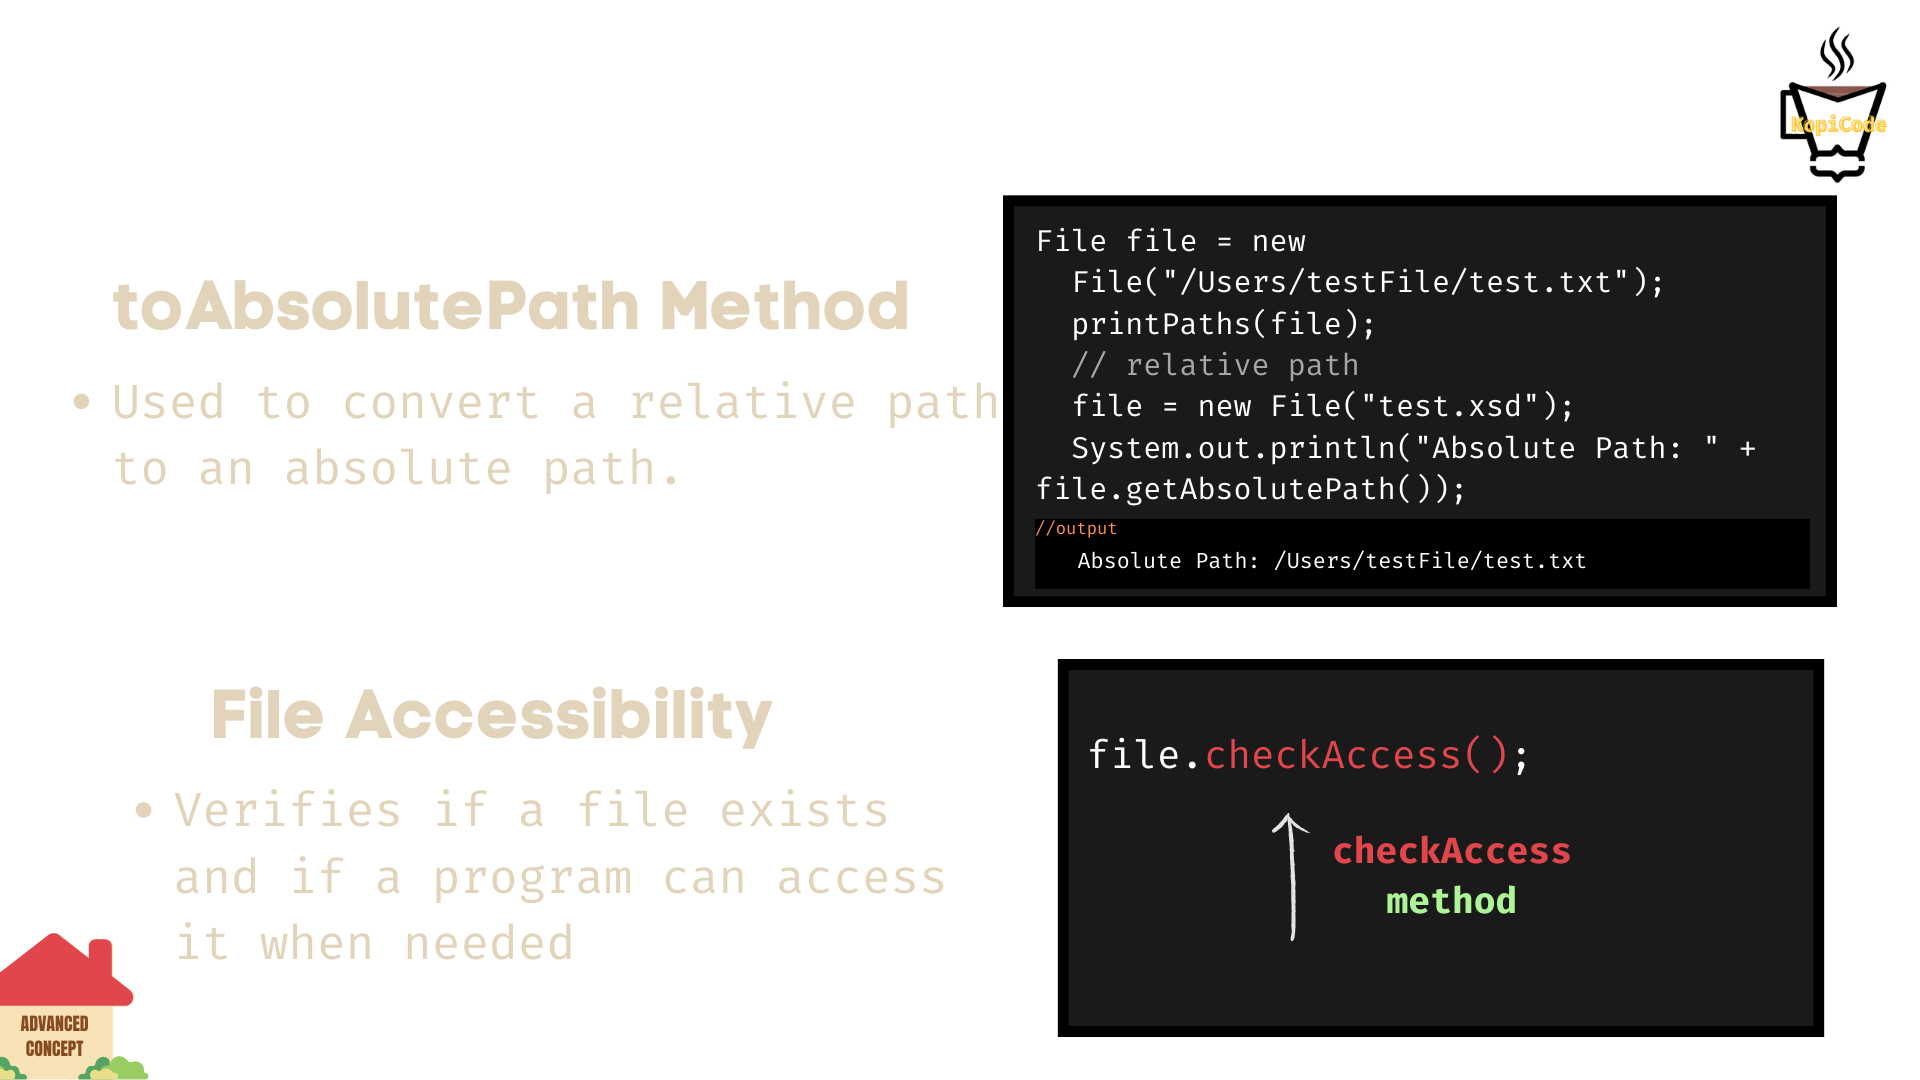 KopiCode
toAbsolutePath Method
• Used to convert a relative path
to an absolute path.
File file = new
File("/Users/testFile/test.txt");
printPaths(file);
// relative path
file = new File("test.xsd");
System.out.println("Absolute Path: " +
file.getAbsolutePath());
//output
Absolute Path: /Users/testFile/test.txt
File Accessibility
• Verifies if a file exists
and if a program can access
it when needed
file.checkAccess();
checkAccess
method
ADVANCED
CONCEPT